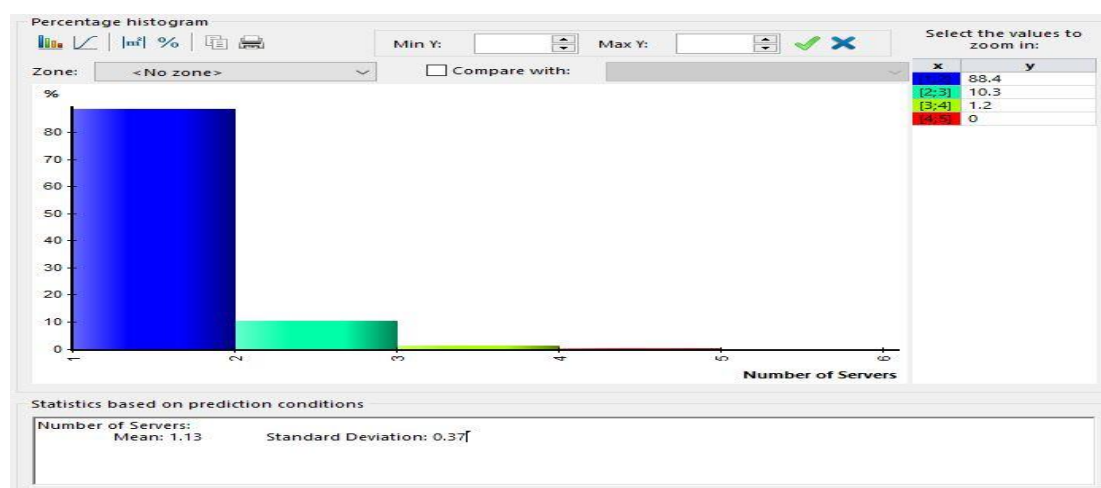 Percentage histogram
|m²| %
Min Y: Max Y:
Select the values to
zoom in:
Zone: <No zone> Compare with:
x y
88.4
[2;3[ 10.3
[3;4[ 1.2
[4;5[ 0
%
80
70
60
50
40
30
20
10
0
1 2 3 4 5 6
Number of Servers
Statistics based on prediction conditions
Number of Servers:
Mean: 1.13 Standard Deviation: 0.37